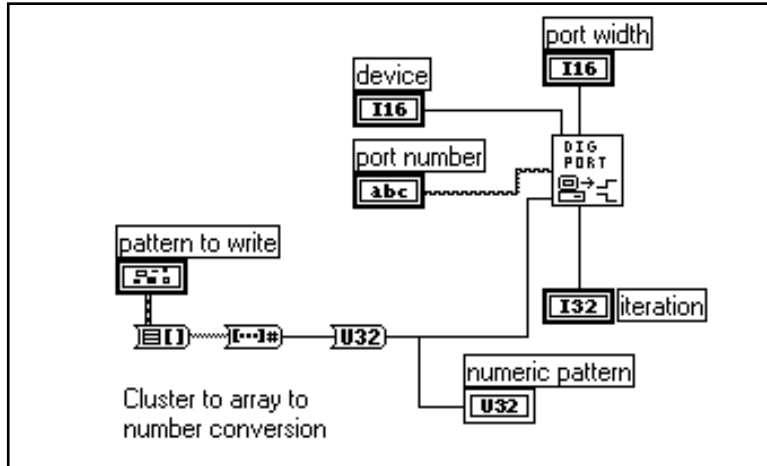 port width
I16
device
I16
DIG
PORT
port number
abc
pattern to write
I32
iteration
[]
[...]#
U32
numeric pattern
U32
Cluster to array to
number conversion